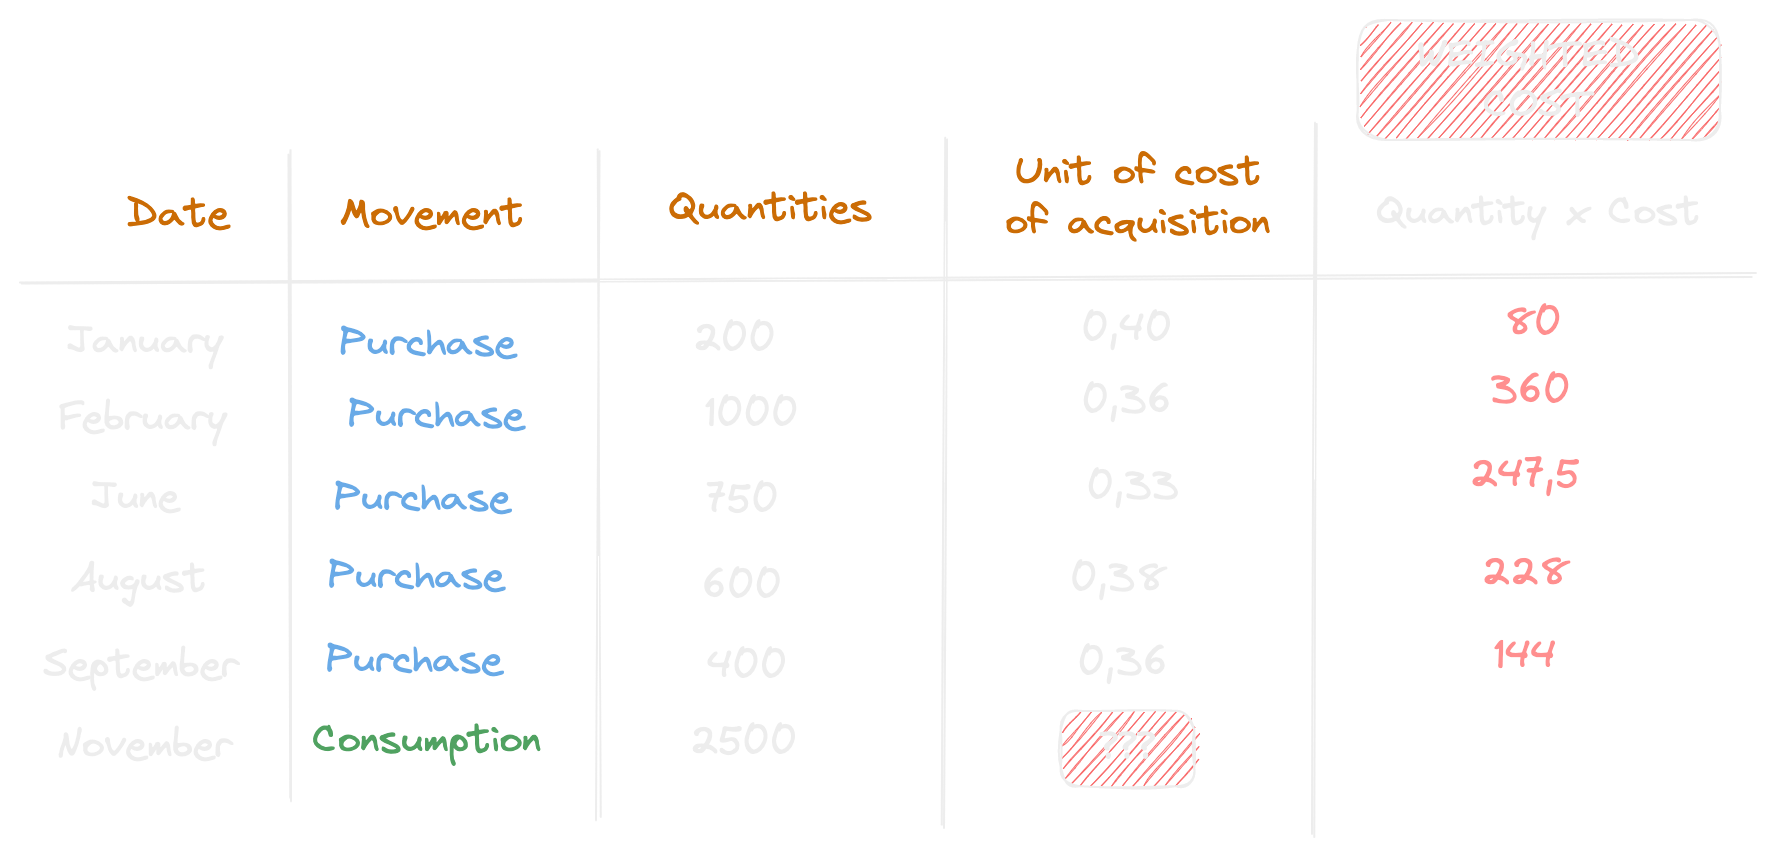 WEIGHTED
COST
Date Movement Quantities Unit of cost of acquisition Quantity x Cost
January Purchase 200 0,40 80
February Purchase 1000 0,36 360
June Purchase 750 0,33 247,5
August Purchase 600 0,38 228
September Purchase 400 0,36 144
November Consumption 2500 ???